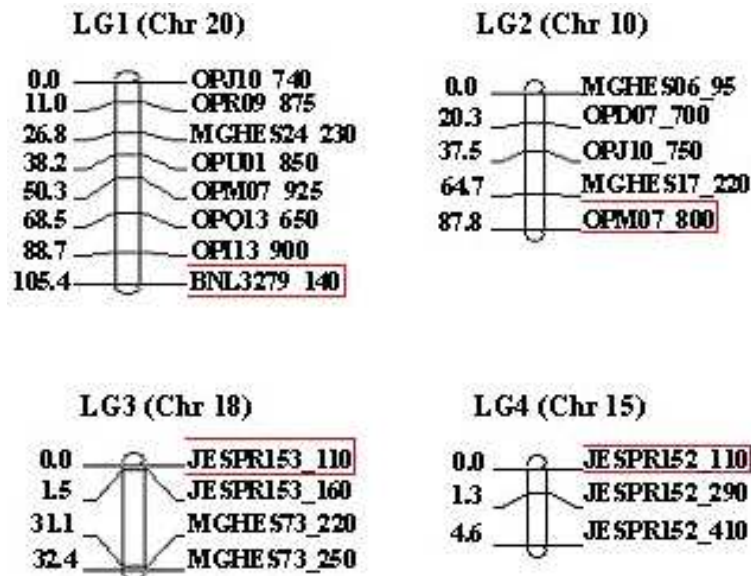 LG1 (Chr 20)
0.0 OPJ10 740
11.0 OPR09 875
26.8 MGHES24 230
38.2 OPU01 850
50.3 OPM07 925
68.5 OPQ13 650
88.7 OPI13 900
105.4 BNL3279 140
LG2 (Chr 10)
0.0 MGHES06_95
20.3 OPD07_700
37.5 OPJ10_750
64.7 MGHES17_220
87.8 OPM07_800
LG3 (Chr 18)
0.0 JESPR153_110
1.5 JESPR153_160
31.1 MGHES73_220
32.4 MGHES73_250
LG4 (Chr 15)
0.0 JESPR152_110
1.3 JESPR152_290
4.6 JESPR152_410